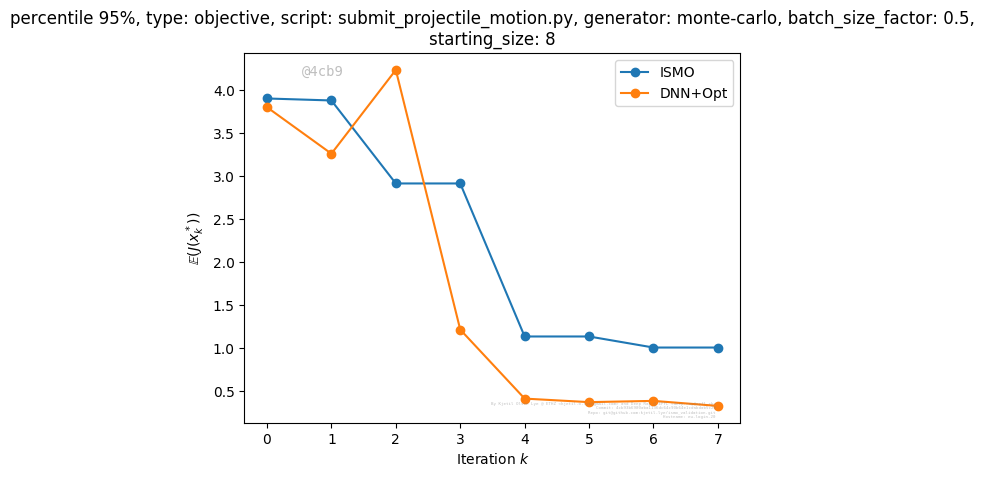 percentile 95%, type: objective, script: submit_projectile_motion.py, generator: monte-carlo, batch_size_factor: 0.5,
starting_size: 8
@4cb9
ISMO
DNN+Opt
4.0
3.5
3.0
2.5
2.0
1.5
1.0
0.5
𝔼(J(x_k^*))
0 1 2 3 4 5 6 7
Iteration k